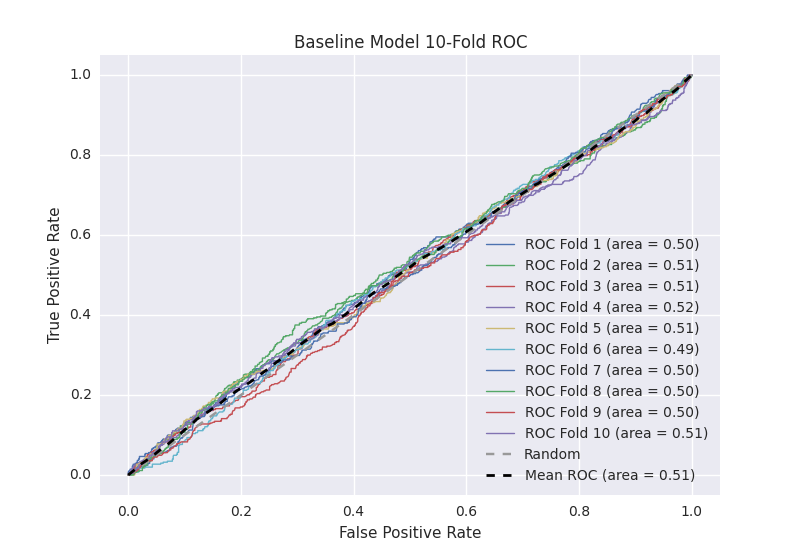 Baseline Model 10-Fold ROC
True Positive Rate
1.0
0.8
0.6
0.4
0.2
0.0
ROC Fold 1 (area = 0.50)
ROC Fold 2 (area = 0.51)
ROC Fold 3 (area = 0.51)
ROC Fold 4 (area = 0.52)
ROC Fold 5 (area = 0.51)
ROC Fold 6 (area = 0.49)
ROC Fold 7 (area = 0.50)
ROC Fold 8 (area = 0.50)
ROC Fold 9 (area = 0.50)
ROC Fold 10 (area = 0.51)
Random
Mean ROC (area = 0.51)
0.0 0.2 0.4 0.6 0.8 1.0
False Positive Rate